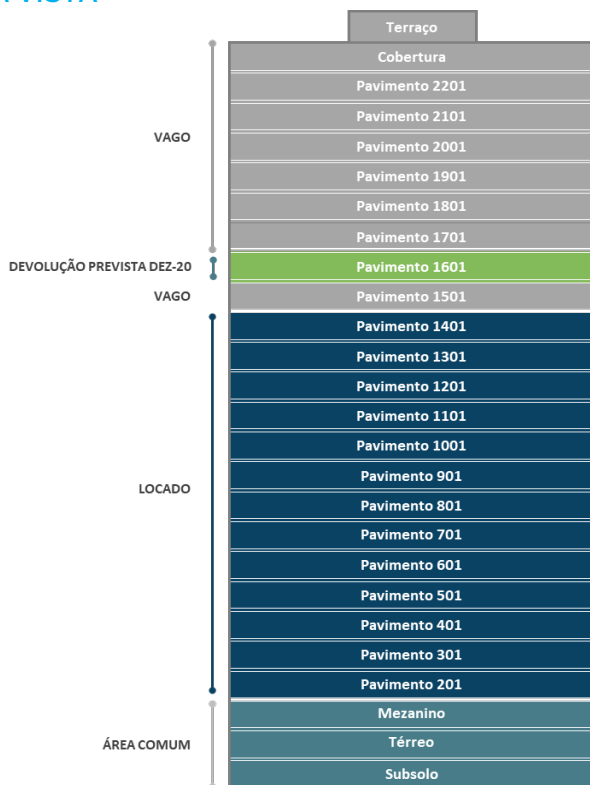 Terraço
Cobertura
Pavimento 2201
Pavimento 2101
VAGO
Pavimento 2001
Pavimento 1901
Pavimento 1801
Pavimento 1701
DEVOLUÇÃO PREVISTA DEZ-20
Pavimento 1601
VAGO
Pavimento 1501
Pavimento 1401
Pavimento 1301
Pavimento 1201
Pavimento 1101
Pavimento 1001
Pavimento 901
LOCADO
Pavimento 801
Pavimento 701
Pavimento 601
Pavimento 501
Pavimento 401
Pavimento 301
Pavimento 201
Mezanino
ÁREA COMUM
Térreo
Subsolo